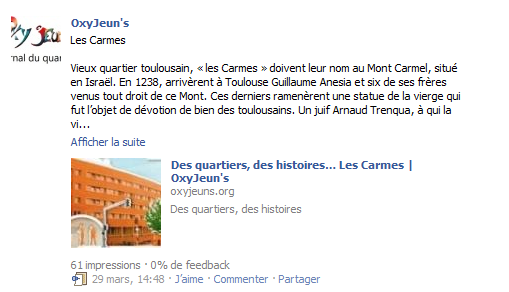 OxyJeun's
Les Carmes
nal du quar
Vieux quartier toulousain, « les Carmes » doivent leur nom au Mont Carmel, situé
en Israël. En 1238, arrivèrent à Toulouse Guillaume Anesia et six de ses frères
venus tout droit de ce Mont. Ces derniers ramenèrent une statue de la vierge qui
fut l'objet de dévotion de bien des toulousains. Un juif Arnaud Trenqua, à qui la
vi...
Afficher la suite
Des quartiers, des histoires... Les Carmes |
OxyJeun's
oxyjeuns.org
Des quartiers, des histoires
61 impressions · 0% de feedback
29 mars, 14:48 · J'aime · Commenter · Partager